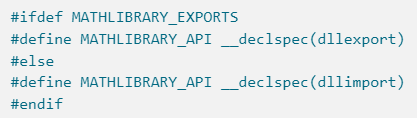 #ifdef MATHLIBRARY_EXPORTS
#define MATHLIBRARY_API __declspec(dllexport)
#else
#define MATHLIBRARY_API __declspec(dllimport)
#endif